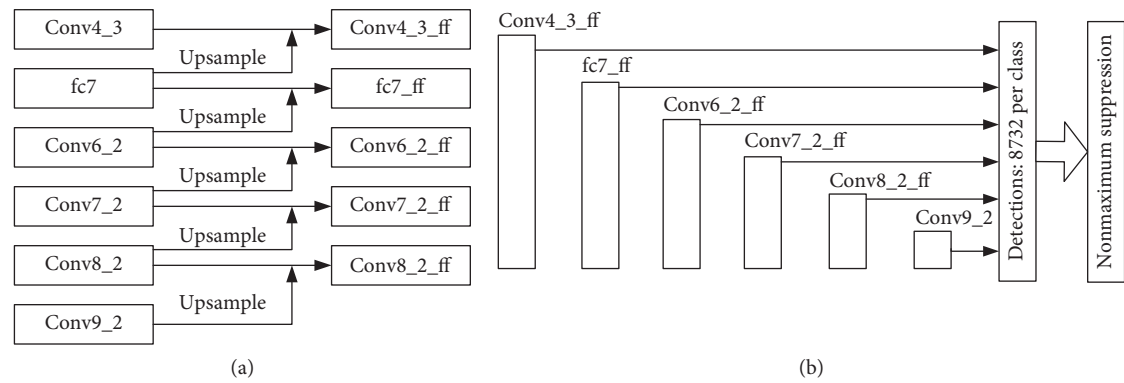 Conv4_3
Conv4_3_ff
Upsample
fc7
fc7_ff
Upsample
Conv6_2
Conv6_2_ff
Upsample
Conv7_2
Conv7_2_ff
Upsample
Conv8_2
Conv8_2_ff
Upsample
Conv9_2
(a)
Conv4_3_ff
fc7_ff
Conv6_2_ff
Conv7_2_ff
Conv8_2_ff
Conv9_2
Detections: 8732 per class
Nonmaximum suppression
(b)